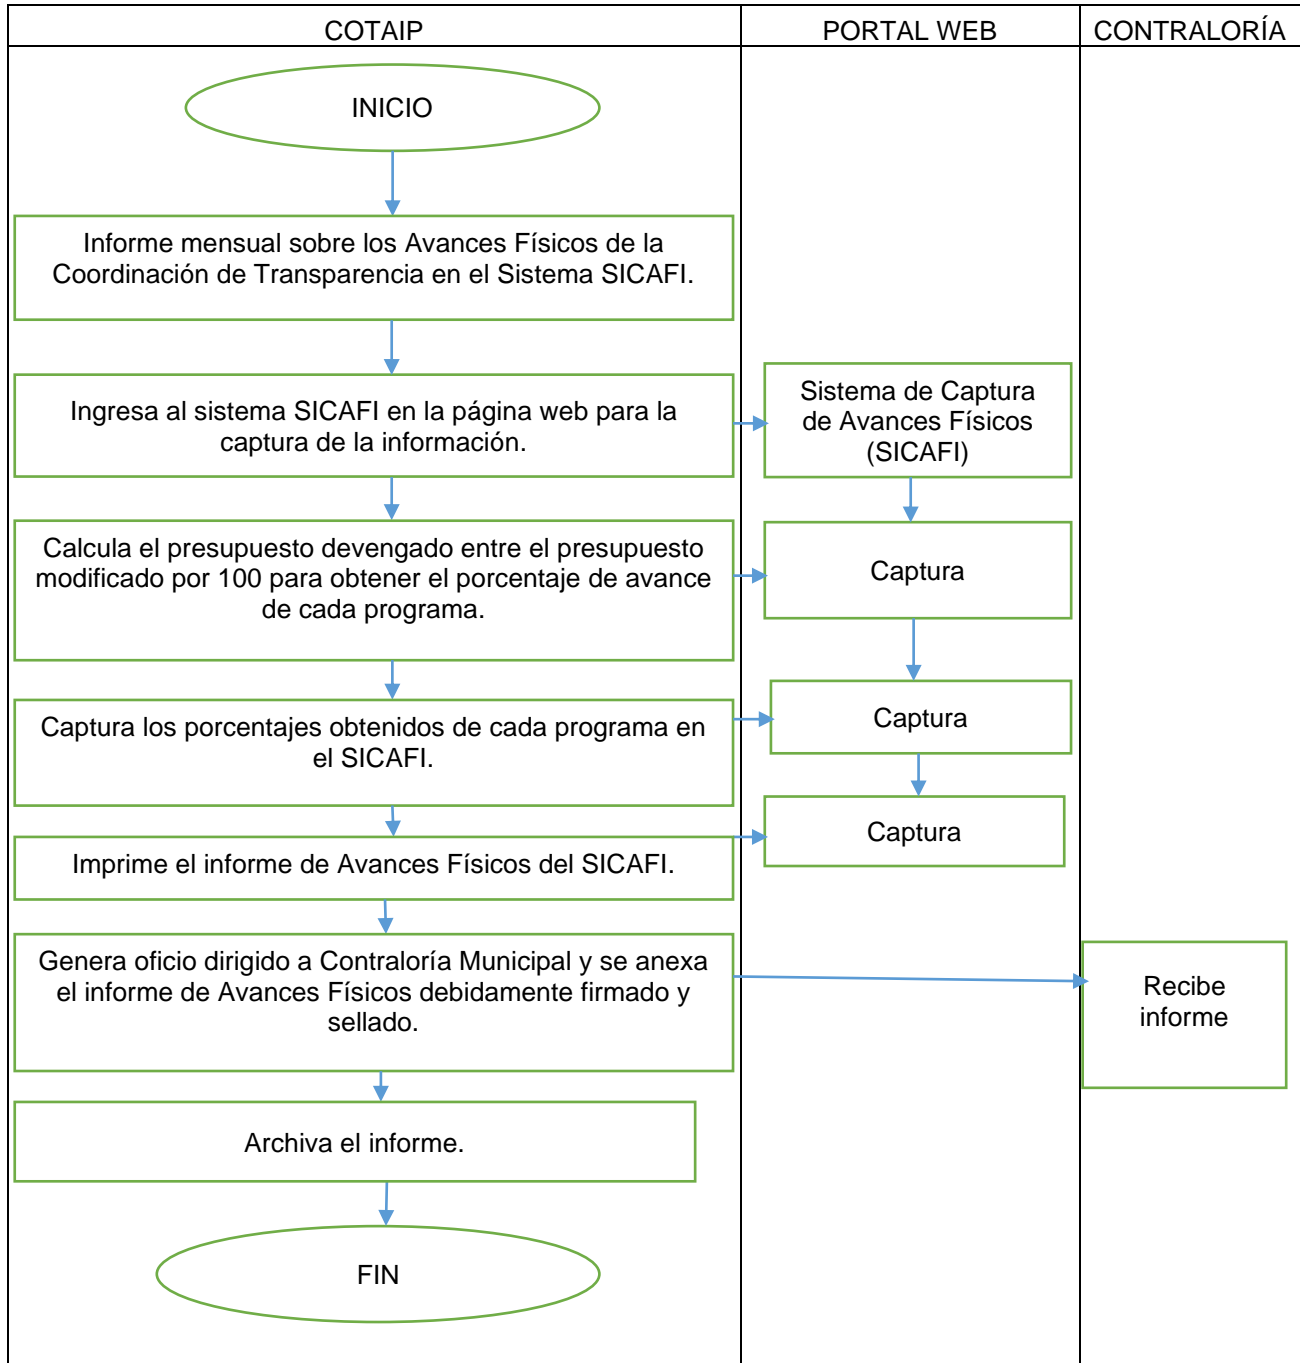 COTAIP
PORTAL WEB
CONTRALORÍA
INICIO
Informe mensual sobre los Avances Físicos de la
Coordinación de Transparencia en el Sistema SICAFI.
Ingresa al sistema SICAFI en la página web para la
captura de la información.
Sistema de Captura
de Avances Físicos
(SICAFI)
Calcula el presupuesto devengado entre el presupuesto
modificado por 100 para obtener el porcentaje de avance
de cada programa.
Captura
Captura los porcentajes obtenidos de cada programa en
el SICAFI.
Captura
Imprime el informe de Avances Físicos del SICAFI.
Captura
Genera oficio dirigido a Contraloría Municipal y se anexa
el informe de Avances Físicos debidamente firmado y
sellado.
Recibe
informe
Archiva el informe.
FIN